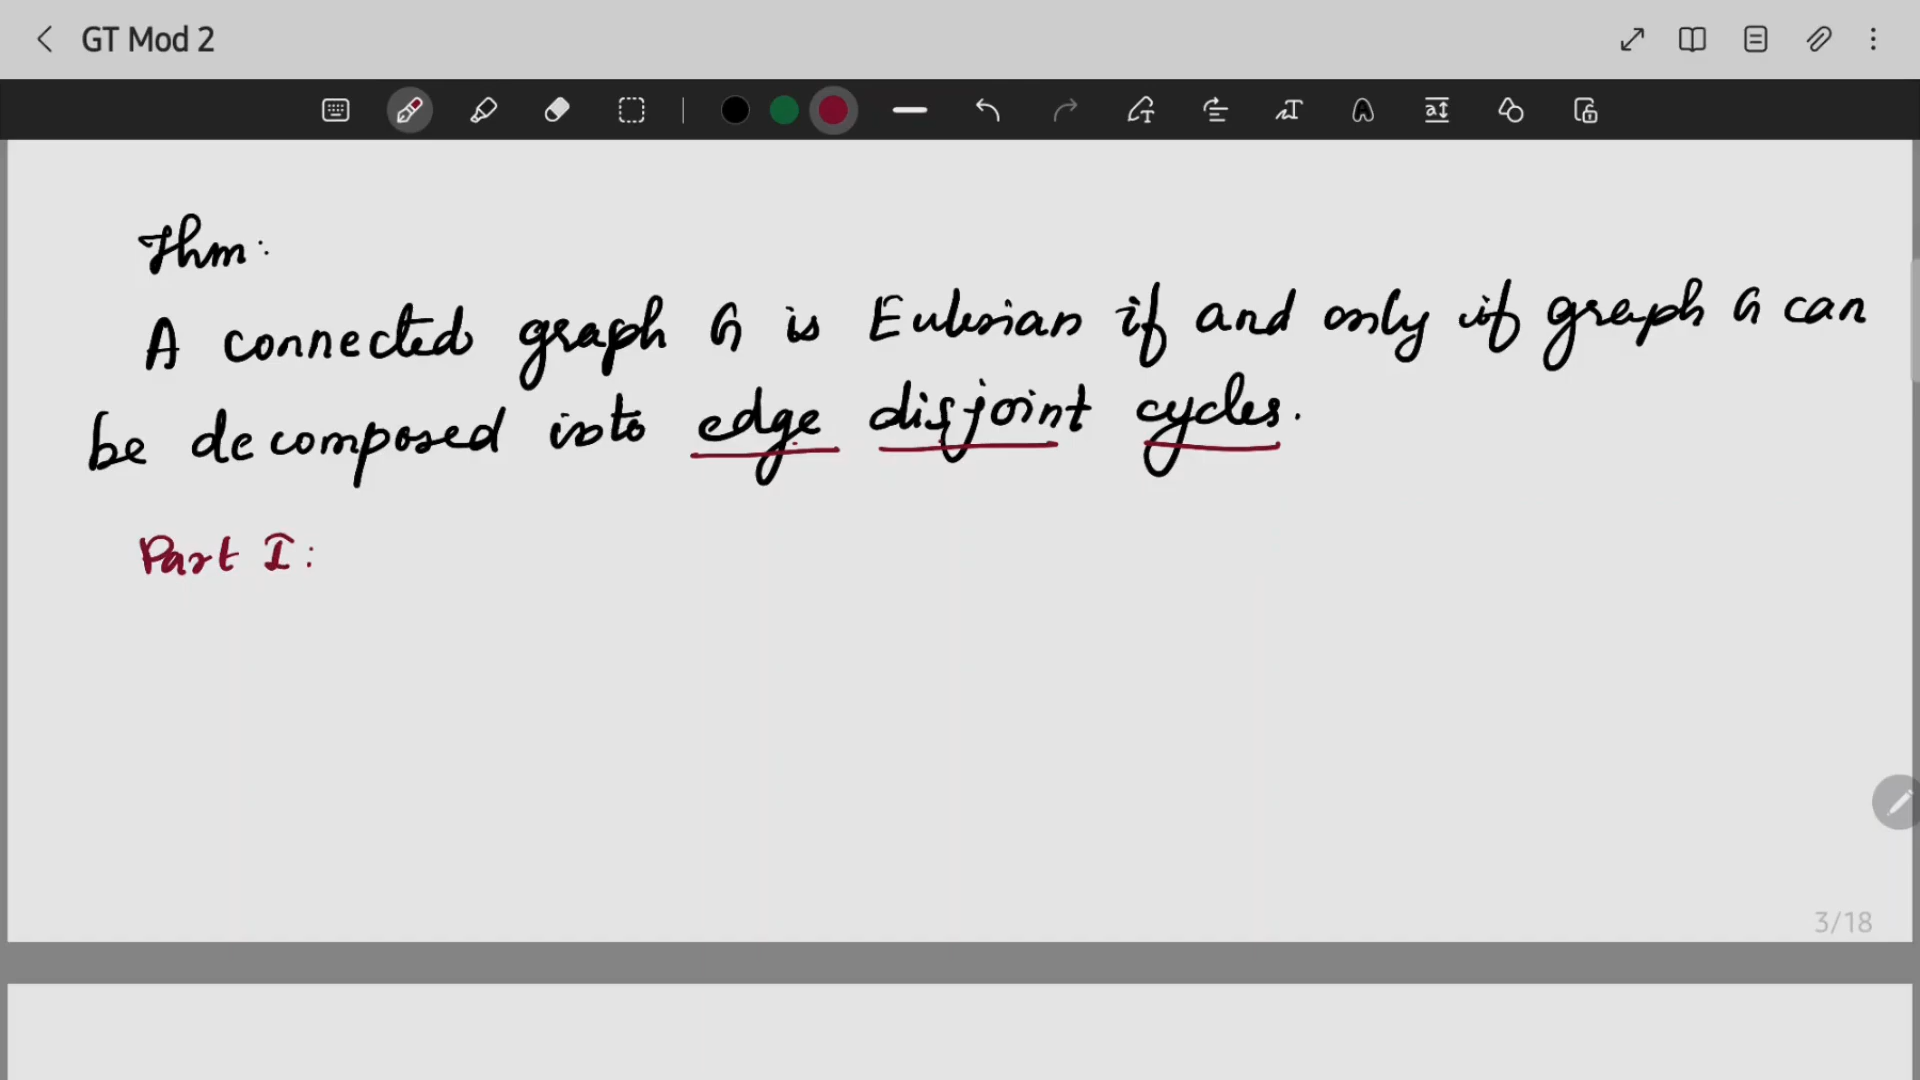 GT Mod 2
Thm:
A connected graph G is Eulerian if and only if graph G can
be decomposed into edge disjoint cycles.
Part I:
3/18